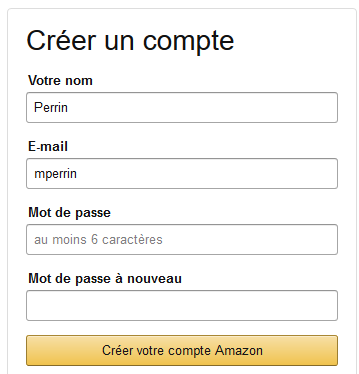 Créer un compte
Votre nom
Perrin
E-mail
mperrin
Mot de passe
au moins 6 caractères
Mot de passe à nouveau
Créer votre compte Amazon